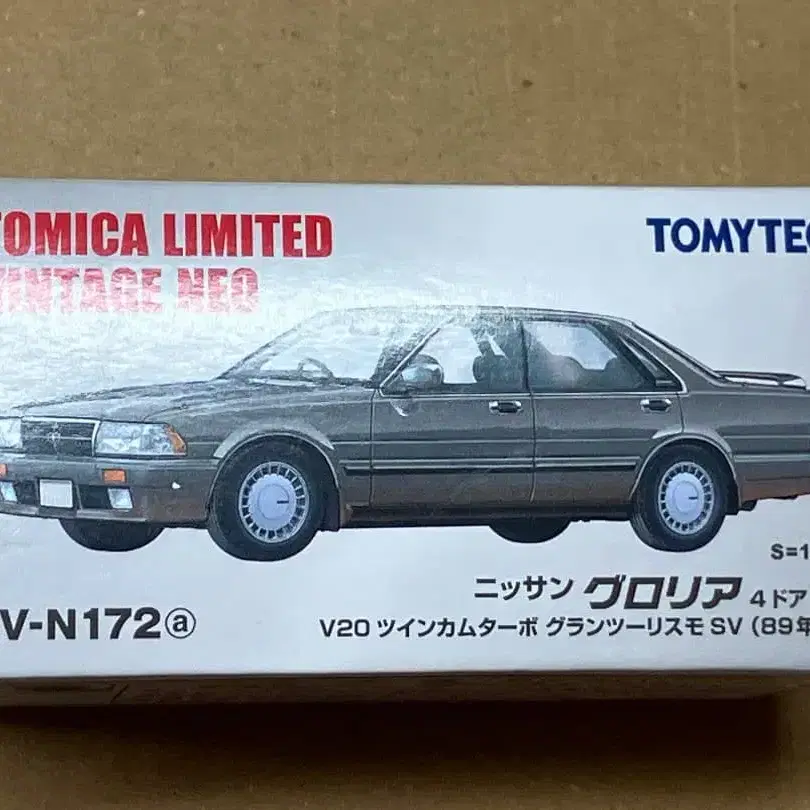 TOMICA LIMITED
VINTAGE NEO
TOMYTEC
S=1
ニッサン グロリア 4ドア
V-N172ⓐ
V20 ツインカムターボ グランツーリスモ SV (89年